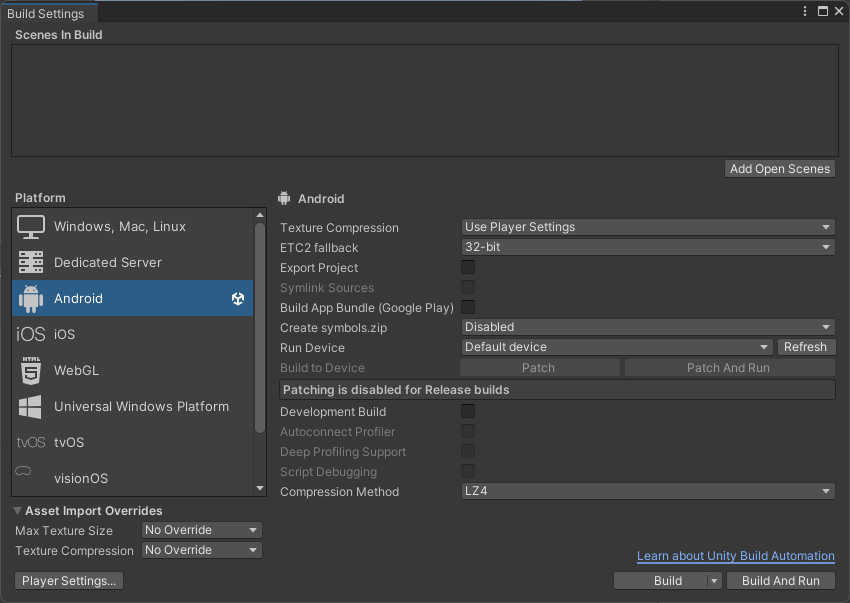 Build Settings
Scenes In Build
Add Open Scenes
Platform
Windows, Mac, Linux
Dedicated Server
Android
iOS iOS
HTML
5
WebGL
Universal Windows Platform
tvOS tvOS
visionOS
Asset Import Overrides
Max Texture Size No Override
Texture Compression No Override
Player Settings...
Android
Texture Compression Use Player Settings
ETC2 fallback 32-bit
Export Project
Symlink Sources
Build App Bundle (Google Play)
Create symbols.zip Disabled
Run Device Default device Refresh
Build to Device Patch Patch And Run
Patching is disabled for Release builds
Development Build
Autoconnect Profiler
Deep Profiling Support
Script Debugging
Compression Method LZ4
Learn about Unity Build Automation
Build Build And Run